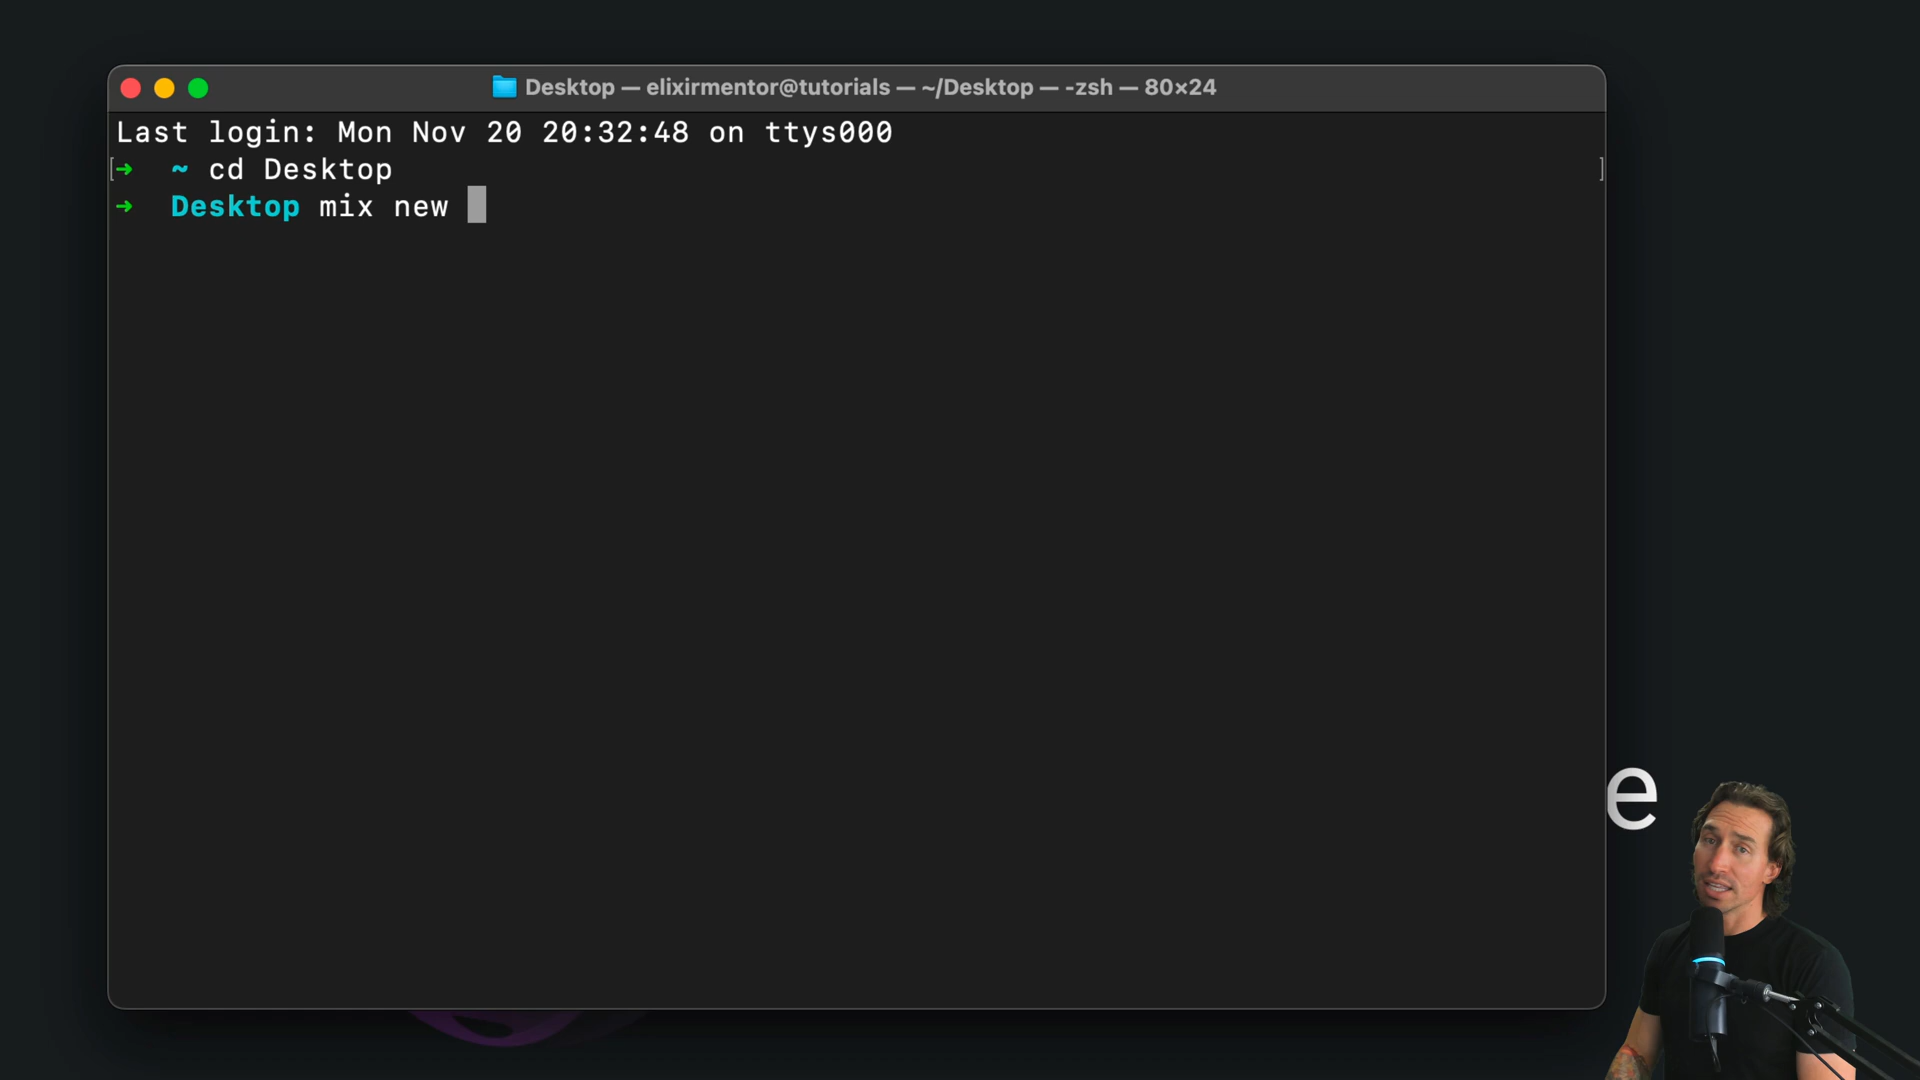 Desktop — elixirmentor@tutorials — ~/Desktop — -zsh — 80×24
Last login: Mon Nov 20 20:32:48 on ttys000
[➜ ~ cd Desktop ]
➜ Desktop mix new
e